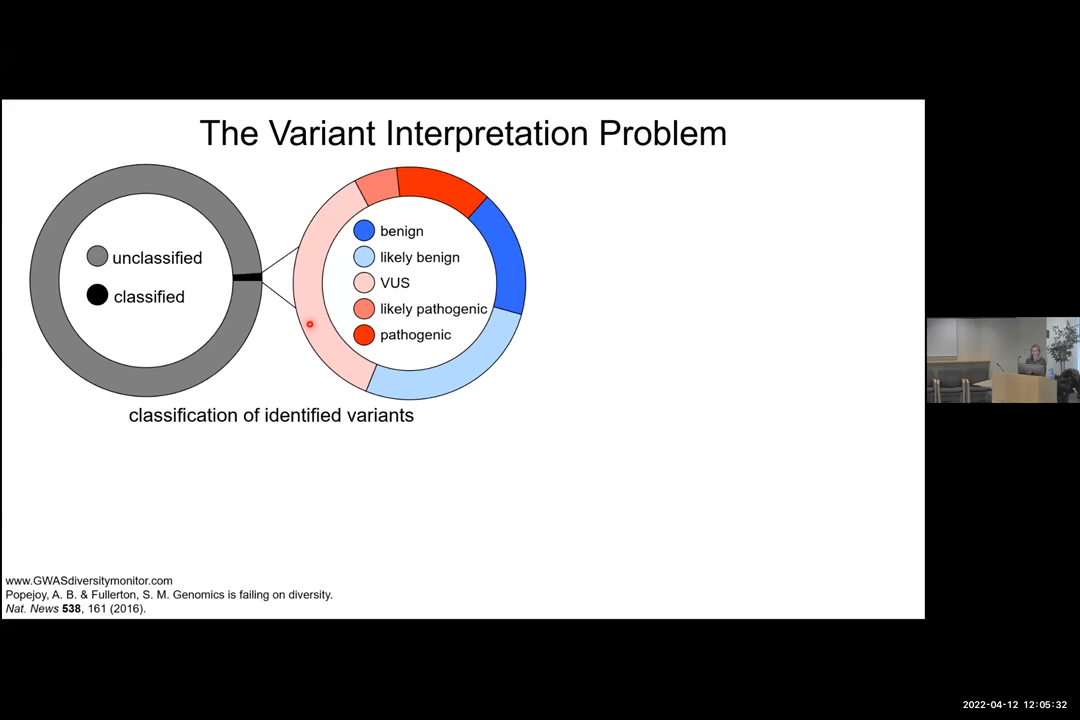 The Variant Interpretation Problem
unclassified
classified
benign
likely benign
VUS
likely pathogenic
pathogenic
classification of identified variants
www.GWASdiversitymonitor.com
Popejoy, A. B. & Fullerton, S. M. Genomics is failing on diversity.
Nat. News 538, 161 (2016).
2022-04-12 12:05:32